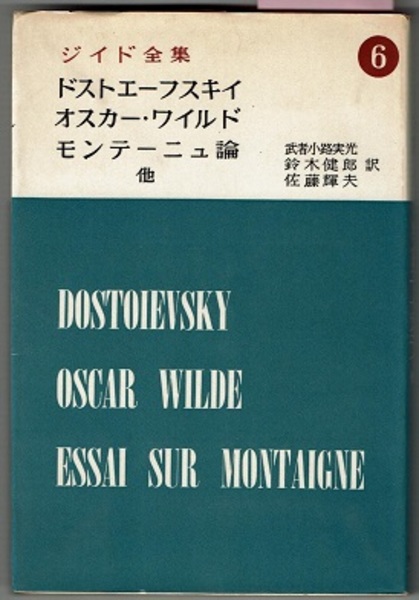 ジイド全集
6
ドストエーフスキイ
オスカー・ワイルド
モンテーニュ論
他
武者小路実光
鈴木健郎 訳
佐藤輝夫
DOSTOIEVSKY
OSCAR WILDE
ESSAI SUR MONTAIGNE